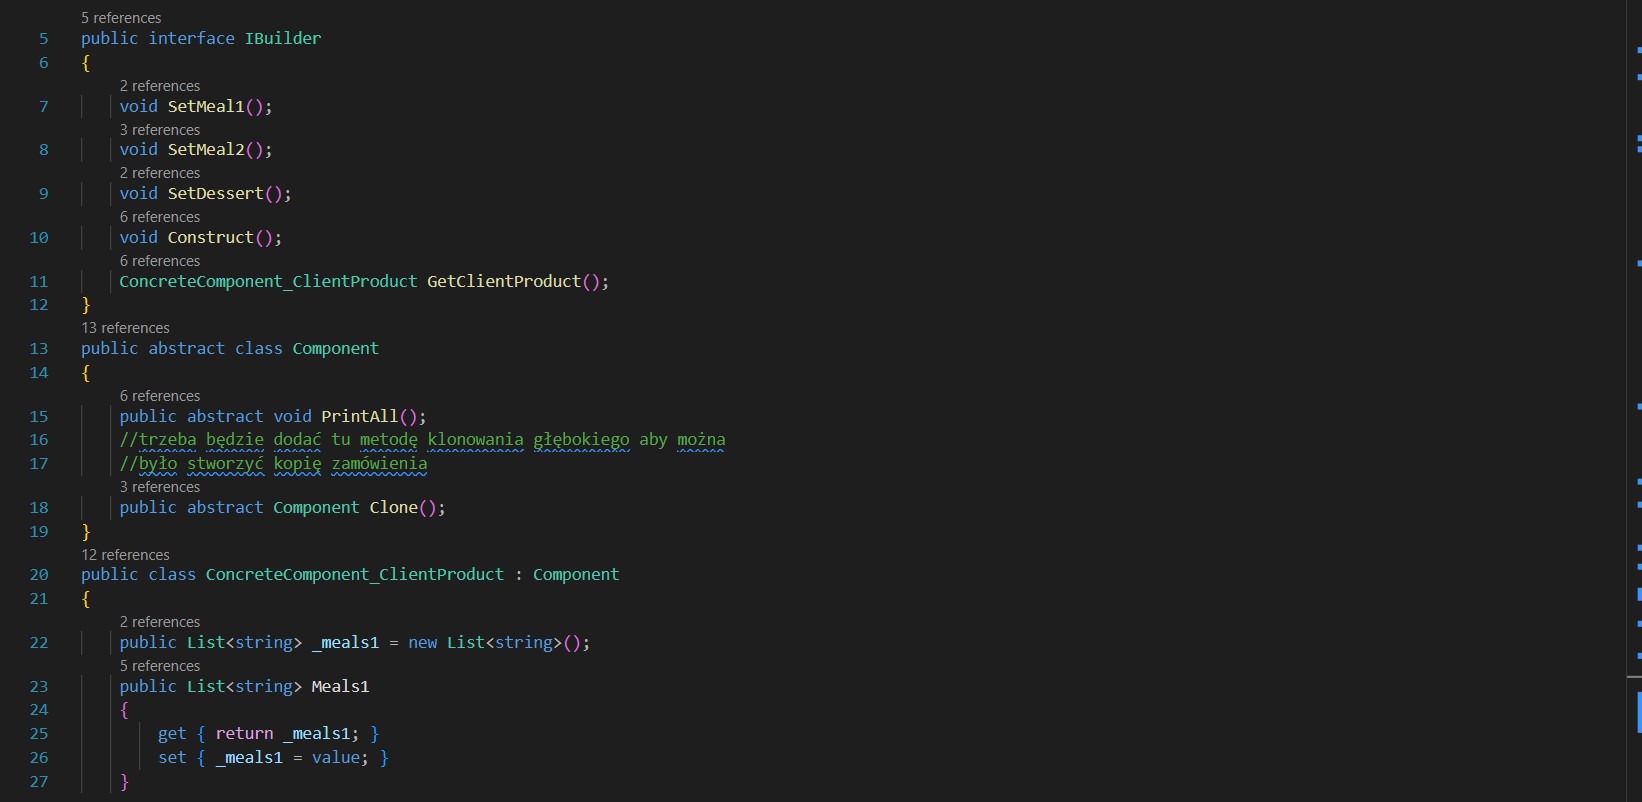 5 references
5 public interface IBuilder
6 {
2 references
7 void SetMeal1();
3 references
8 void SetMeal2();
2 references
9 void SetDessert();
6 references
10 void Construct();
6 references
11 ConcreteComponent_ClientProduct GetClientProduct();
12 }
13 references
13 public abstract class Component
14 {
6 references
15 public abstract void PrintAll();
16 //trzeba będzie dodać tu metodę klonowania głębokiego aby można
17 //było stworzyć kopię zamówienia
3 references
18 public abstract Component Clone();
19 }
12 references
20 public class ConcreteComponent_ClientProduct : Component
21 {
2 references
22 public List<string> _meals1 = new List<string>();
5 references
23 public List<string> Meals1
24 {
25 get { return _meals1; }
26 set { _meals1 = value; }
27 }